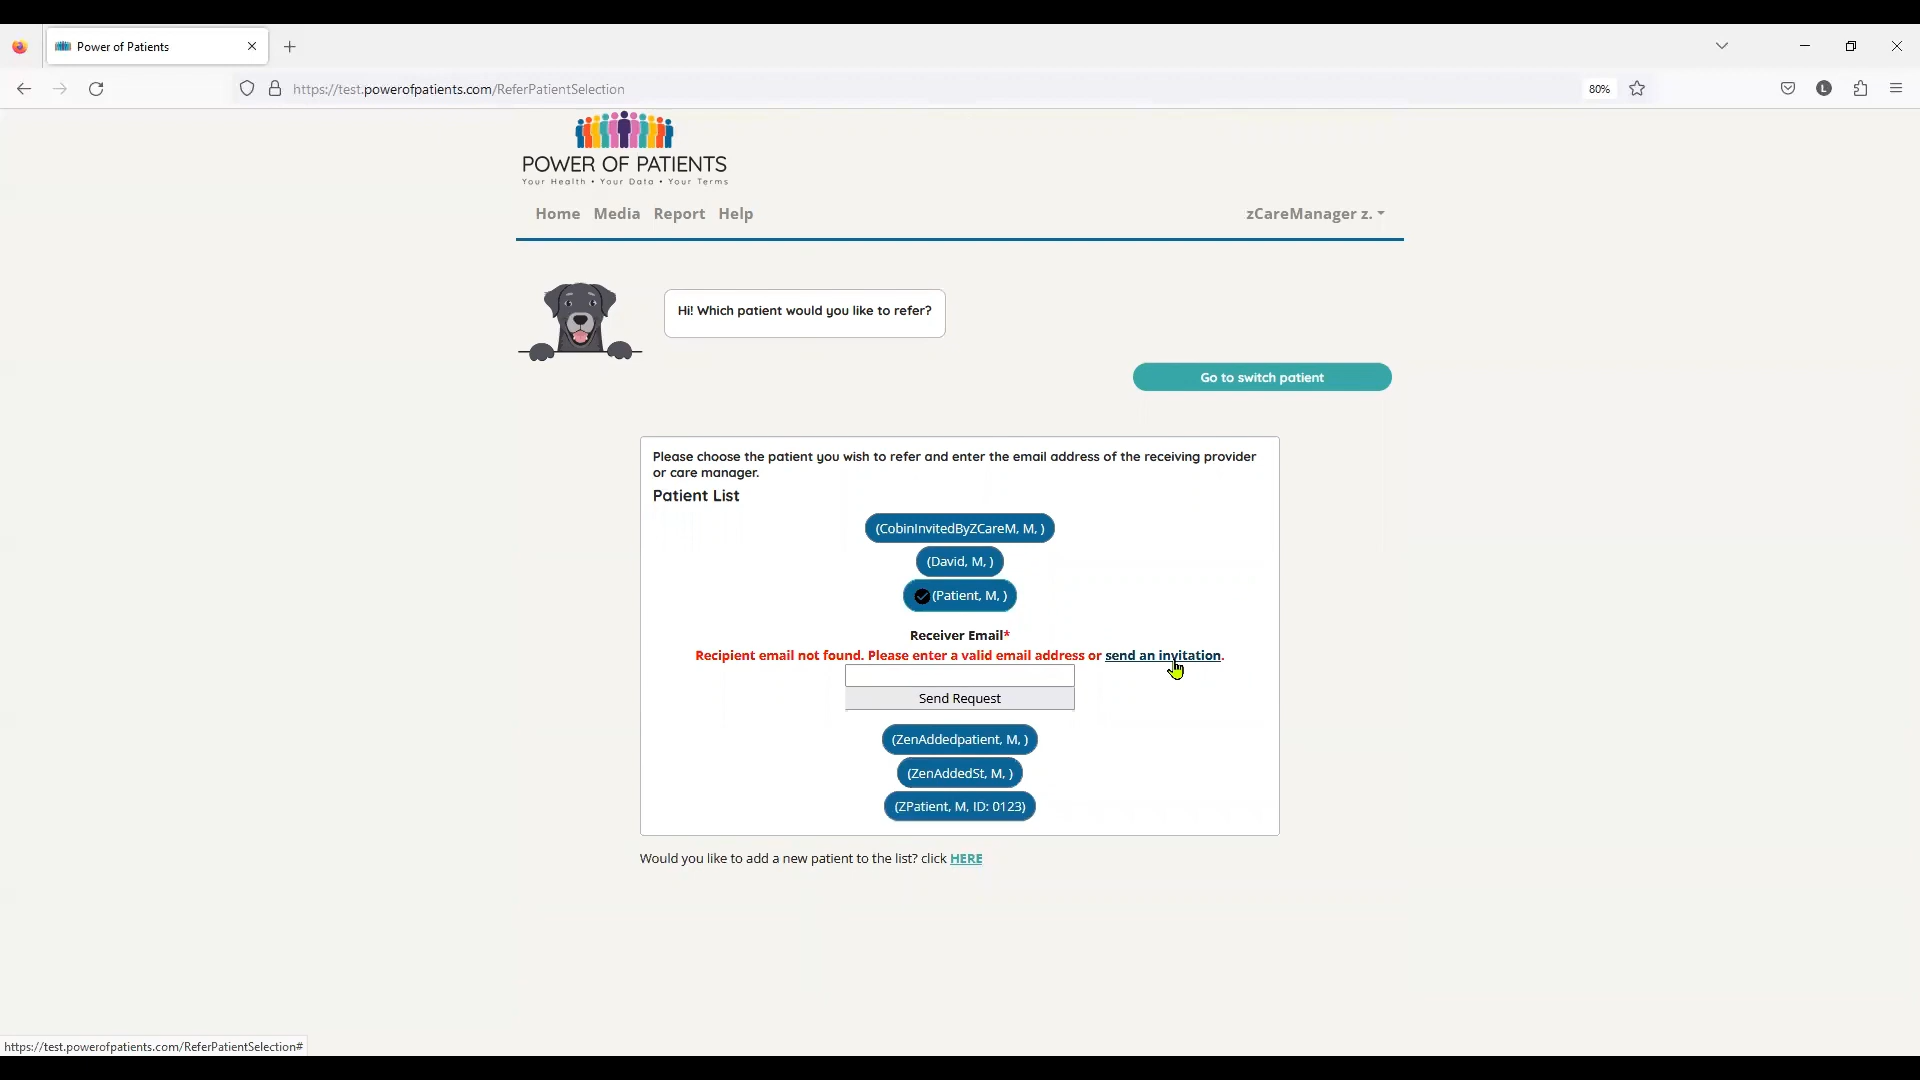 Power of Patients
https://test.powerofpatients.com/ReferPatientSelection
80%
L
POWER OF PATIENTS
Your Health • Your Data • Your Terms
Home Media Report Help
zCareManager z.
Hi! Which patient would you like to refer?
Go to switch patient
Please choose the patient you wish to refer and enter the email address of the receiving provider
or care manager.
Patient List
(CobinInvitedByZCareM, M, )
(David, M, )
(Patient, M, )
Receiver Email*
Recipient email not found. Please enter a valid email address or send an invitation.
Send Request
(ZenAddedpatient, M, )
(ZenAddedSt, M, )
(ZPatient, M, ID: 0123)
Would you like to add a new patient to the list? click HERE
https://test.powerofpatients.com/ReferPatientSelection#